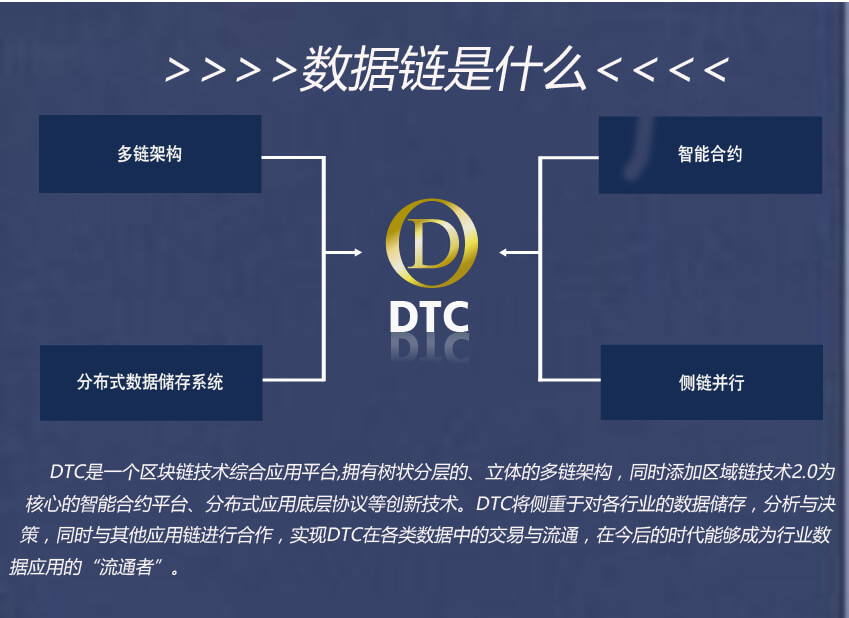 >>>>数据链是什么<<<<
多链架构
智能合约
D
DTC
分布式数据储存系统
侧链并行
DTC是一个区块链技术综合应用平台,拥有树状分层的、立体的多链架构，同时添加区域链技术2.0为
核心的智能合约平台、分布式应用底层协议等创新技术。DTC将侧重于对各行业的数据储存，分析与决
策，同时与其他应用链进行合作，实现DTC在各类数据中的交易与流通，在今后的时代能够成为行业数
据应用的“流通者”。